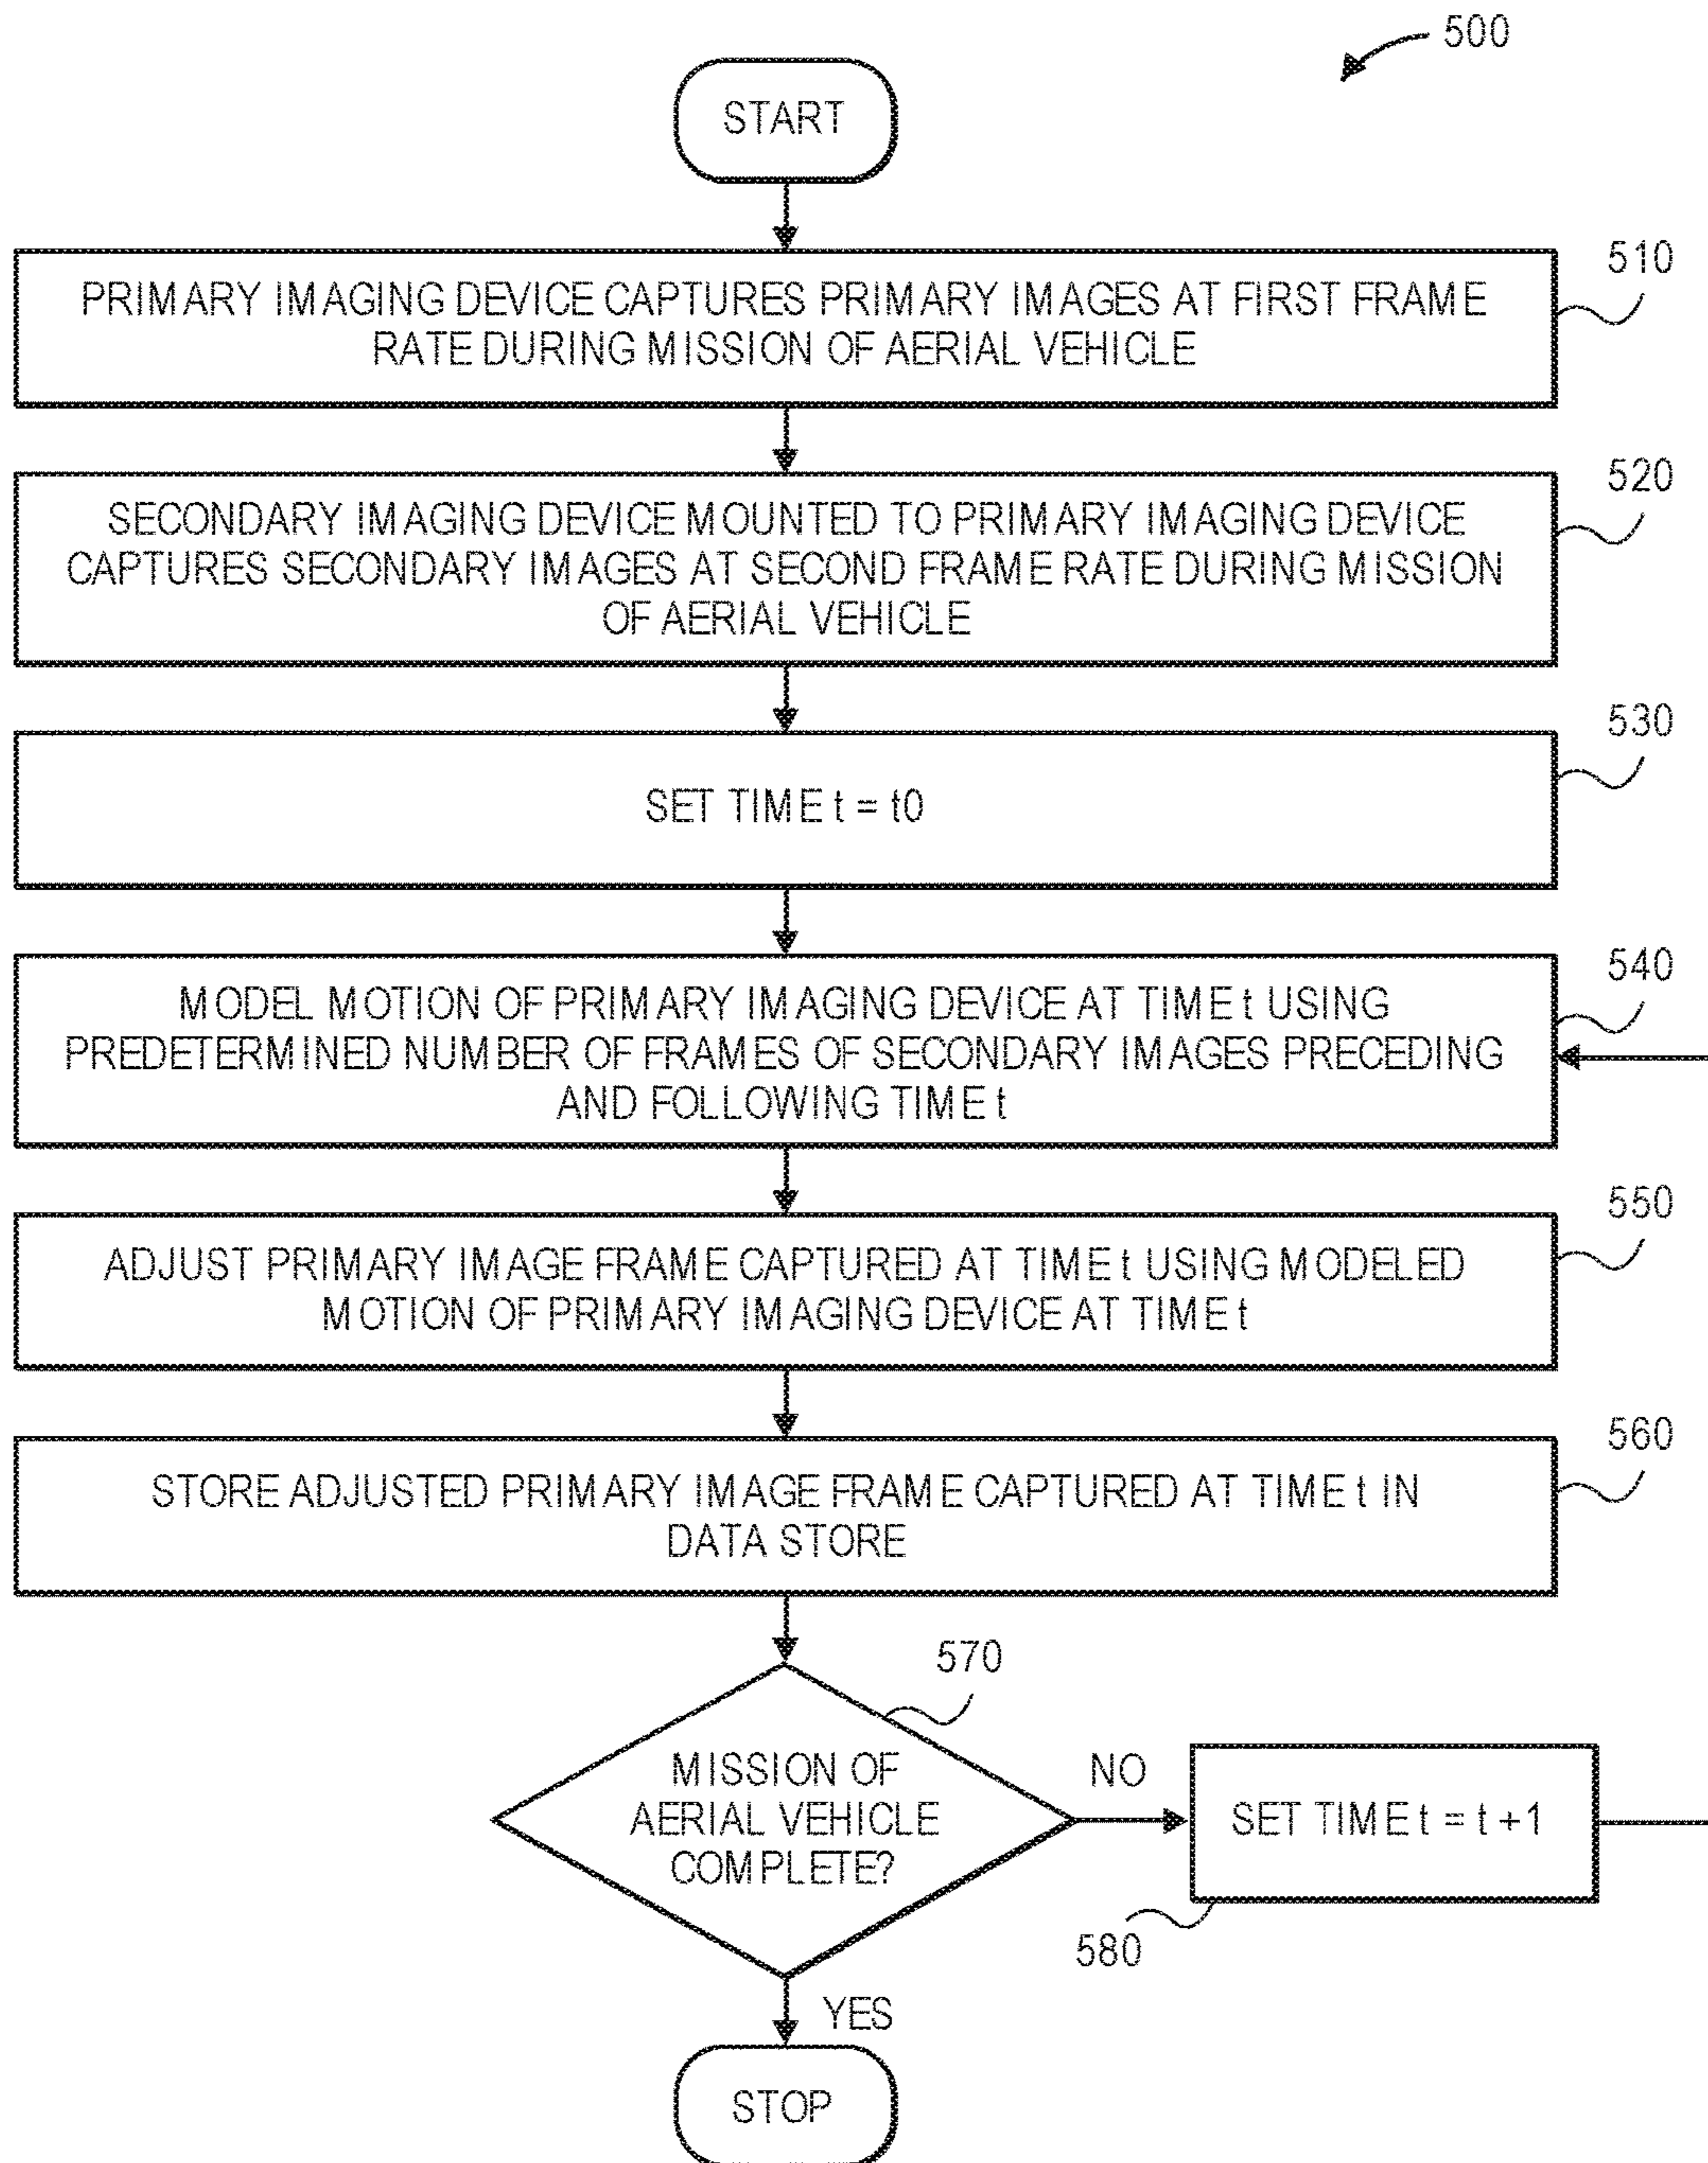 500
START
510
PRIMARY IMAGING DEVICE CAPTURES PRIMARY IMAGES AT FIRST FRAME
RATE DURING MISSION OF AERIAL VEHICLE
520
SECONDARY IMAGING DEVICE MOUNTED TO PRIMARY IMAGING DEVICE
CAPTURES SECONDARY IMAGES AT SECOND FRAME RATE DURING MISSION
OF AERIAL VEHICLE
530
SET TIME t = t0
540
MODEL MOTION OF PRIMARY IMAGING DEVICE AT TIME t USING
PREDETERMINED NUMBER OF FRAMES OF SECONDARY IMAGES PRECEDING
AND FOLLOWING TIME t
550
ADJUST PRIMARY IMAGE FRAME CAPTURED AT TIME t USING MODELED
MOTION OF PRIMARY IMAGING DEVICE AT TIME t
560
STORE ADJUSTED PRIMARY IMAGE FRAME CAPTURED AT TIME t IN
DATA STORE
570
MISSION OF
AERIAL VEHICLE
COMPLETE?
NO
SET TIME t = t +1
580
YES
STOP